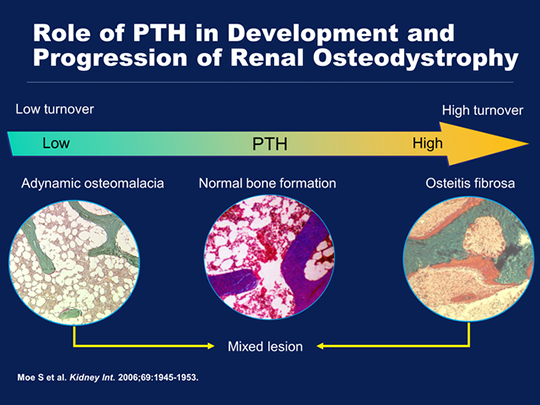 Role of PTH in Development and
Progression of Renal Osteodystrophy
Low turnover
High turnover
Low
PTH
High
Adynamic osteomalacia
Normal bone formation
Osteitis fibrosa
Mixed lesion
Moe S et al. Kidney Int. 2006;69:1945-1953.